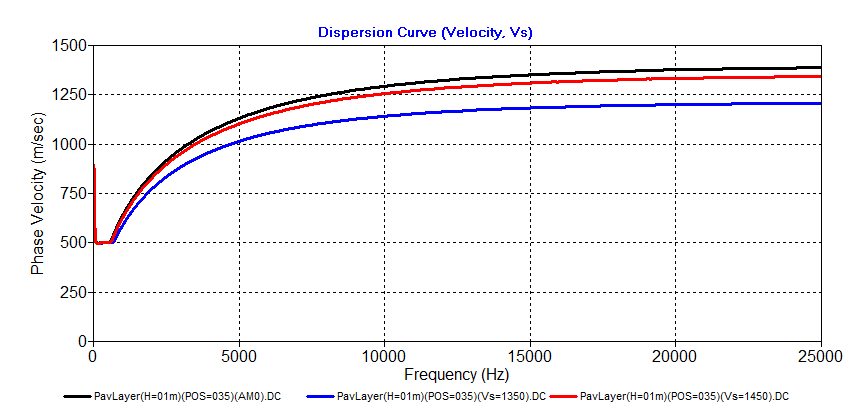 Dispersion Curve (Velocity, Vs)
1500
1250
1000
750
500
250
0
Phase Velocity (m/sec)
0 5000 10000 15000 20000 25000
Frequency (Hz)
PavLayer(H=01m)(POS=035)(AM0).DC PavLayer(H=01m)(POS=035)(Vs=1350).DC PavLayer(H=01m)(POS=035)(Vs=1450).DC